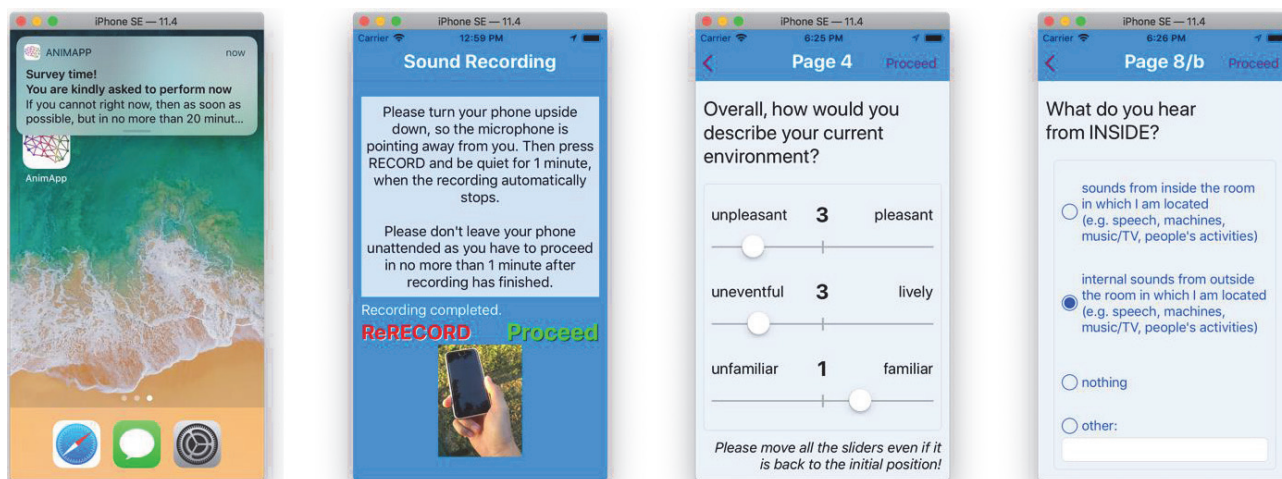 iPhone SE — 11.4
ANIMAPP
now
Survey time!
You are kindly asked to perform now
If you cannot right now, then as soon as
possible, but in no more than 20 minut...
AnimApp
iPhone SE — 11.4
Carrier
12:59 PM
Sound Recording
Please turn your phone upside
down, so the microphone is
pointing away from you. Then press
RECORD and be quiet for 1 minute,
when the recording automatically
stops.
Please don't leave your phone
unattended as you have to proceed
in no more than 1 minute after
recording has finished.
Recording completed.
ReRECORD Proceed
iPhone SE — 11.4
Carrier
6:25 PM
Page 4
Proceed
Overall, how would you
describe your current
environment?
unpleasant 3 pleasant
uneventful 3 lively
unfamiliar 1 familiar
Please move all the sliders even if it
is back to the initial position!
iPhone SE — 11.4
Carrier
6:26 PM
Page 8/b
Proceed
What do you hear
from INSIDE?
sounds from inside the room
in which I am located
(e.g. speech, machines,
music/TV, people's activities)
internal sounds from outside
the room in which I am located
(e.g. speech, machines,
music/TV, people's activities)
nothing
other: